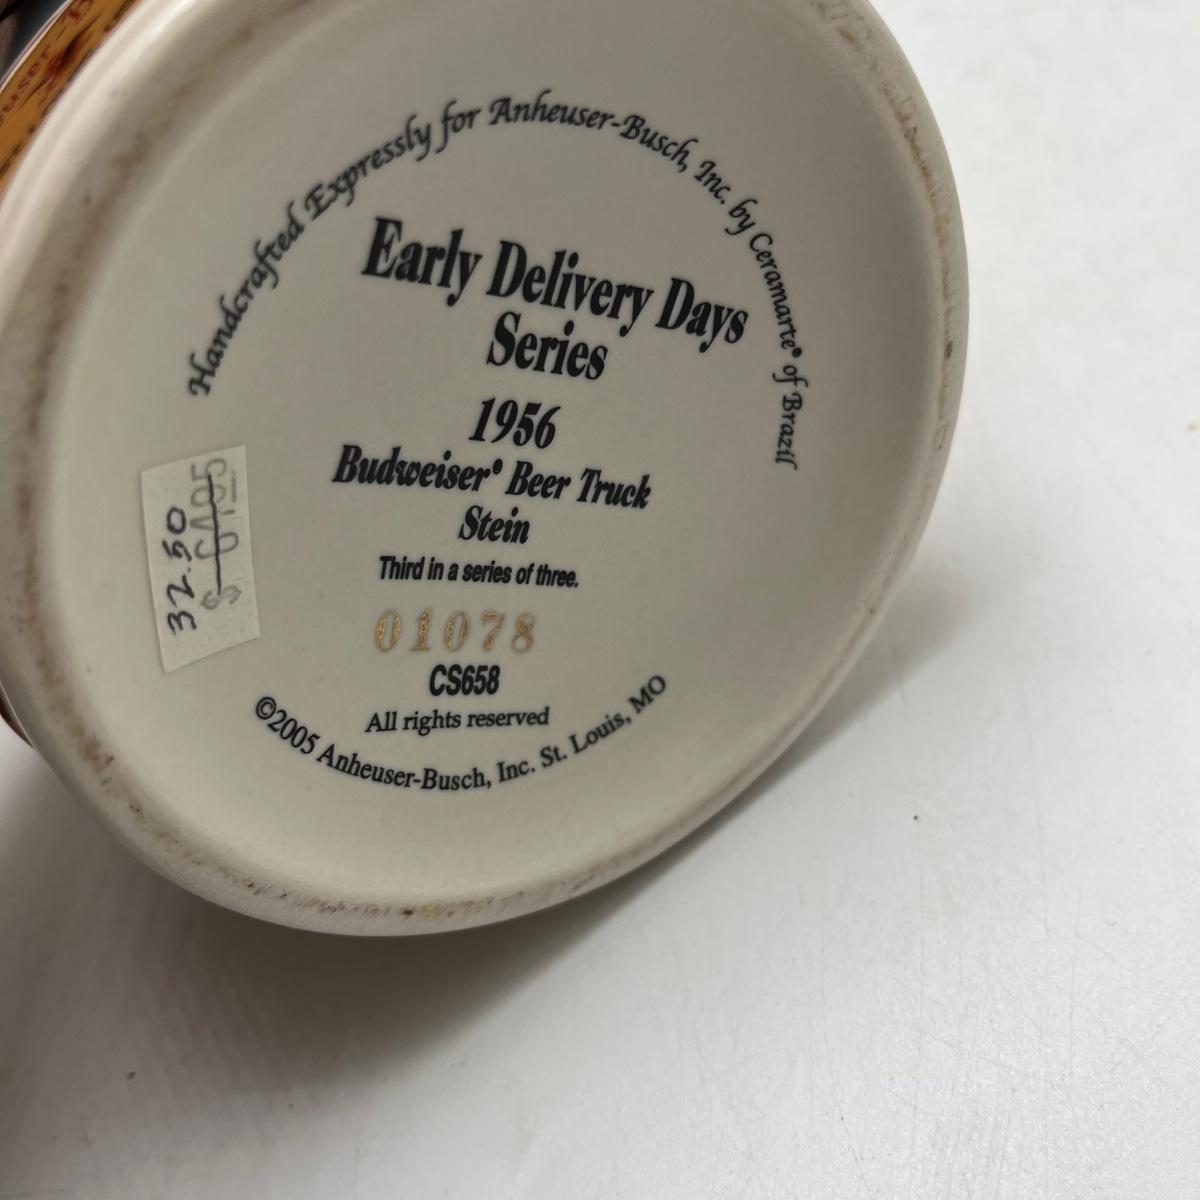 Handcrafted Expressly for Anheuser-Busch, Inc. by Ceramarte® of Brazil
Early Delivery Days
Series
1956
Budweiser® Beer Truck
Stein
Third in a series of three.
01078
CS658
All rights reserved
©2005 Anheuser-Busch, Inc. St. Louis, MO
32.50